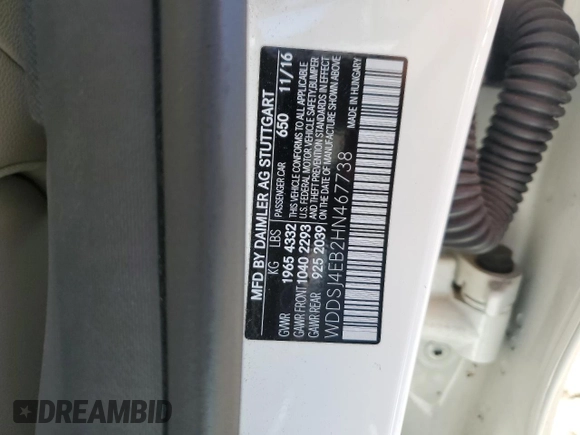 MFD BY DAIMLER AG STUTTGART
PASSENGER CAR 650 11/16
KG LBS
GVWR 1965 4332
GAWR FRONT 1040 2293
GAWR REAR 925 2039
THIS VEHICLE CONFORMS TO ALL APPLICABLE
U.S. FEDERAL MOTOR VEHICLE SAFETY, BUMPER
AND THEFT PREVENTION STANDARDS IN EFFECT
ON THE DATE OF MANUFACTURE SHOWN ABOVE
MADE IN HUNGARY
WDDSJ4EB2HN467738
DREAMBID